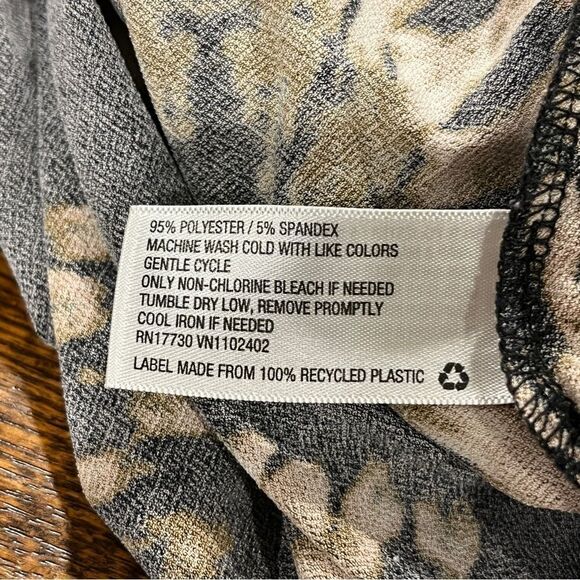 95% POLYESTER / 5% SPANDEX
MACHINE WASH COLD WITH LIKE COLORS
GENTLE CYCLE
ONLY NON-CHLORINE BLEACH IF NEEDED
TUMBLE DRY LOW, REMOVE PROMPTLY
COOL IRON IF NEEDED
RN17730 VN1102402
LABEL MADE FROM 100% RECYCLED PLASTIC